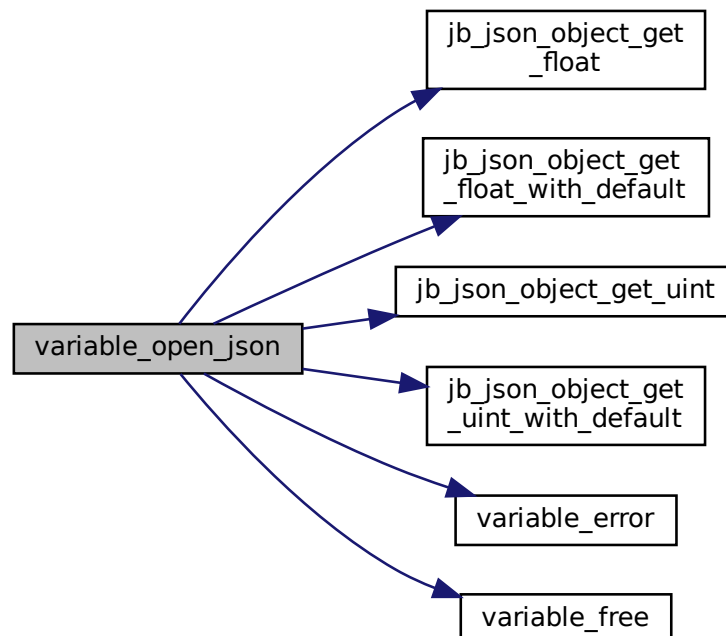 jb_json_object_get
_float
jb_json_object_get
_float_with_default
jb_json_object_get_uint
variable_open_json
jb_json_object_get
_uint_with_default
variable_error
variable_free